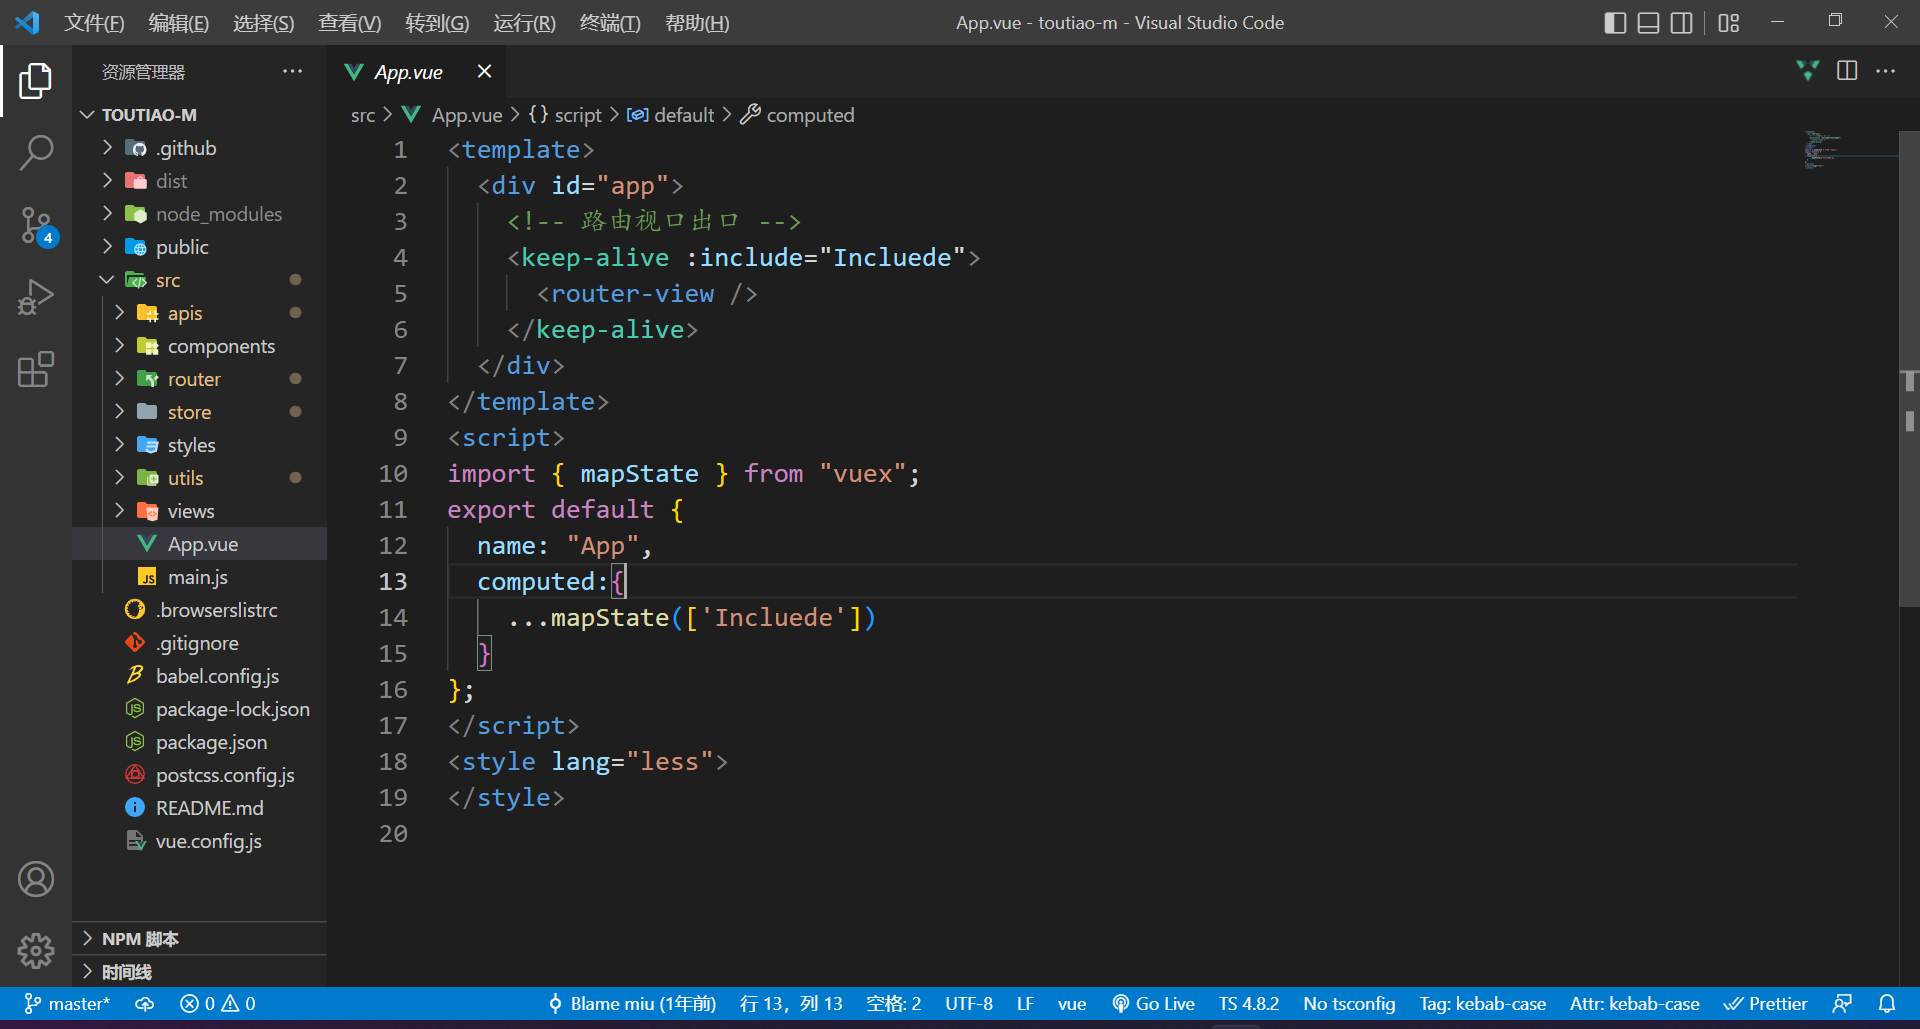 文件(F) 编辑(E) 选择(S) 查看(V) 转到(G) 运行(R) 终端(T) 帮助(H) App.vue - toutiao-m - Visual Studio Code
资源管理器
TOUTIAO-M
.github
dist
node_modules
public
src
apis
components
router
store
styles
utils
views
App.vue
main.js
.browserslistrc
.gitignore
babel.config.js
package-lock.json
package.json
postcss.config.js
README.md
vue.config.js
NPM 脚本
时间线
4
App.vue
src > App.vue > {} script > default > computed
1 <template>
2 <div id="app">
3 <!-- 路由视口出口 -->
4 <keep-alive :include="Incluede">
5 <router-view />
6 </keep-alive>
7 </div>
8 </template>
9 <script>
10 import { mapState } from "vuex";
11 export default {
12 name: "App",
13 computed:{
14 ...mapState(['Incluede'])
15 }
16 };
17 </script>
18 <style lang="less">
19 </style>
20
master* 0 0 Blame miu (1年前) 行 13，列 13 空格: 2 UTF-8 LF vue Go Live TS 4.8.2 No tsconfig Tag: kebab-case Attr: kebab-case Prettier